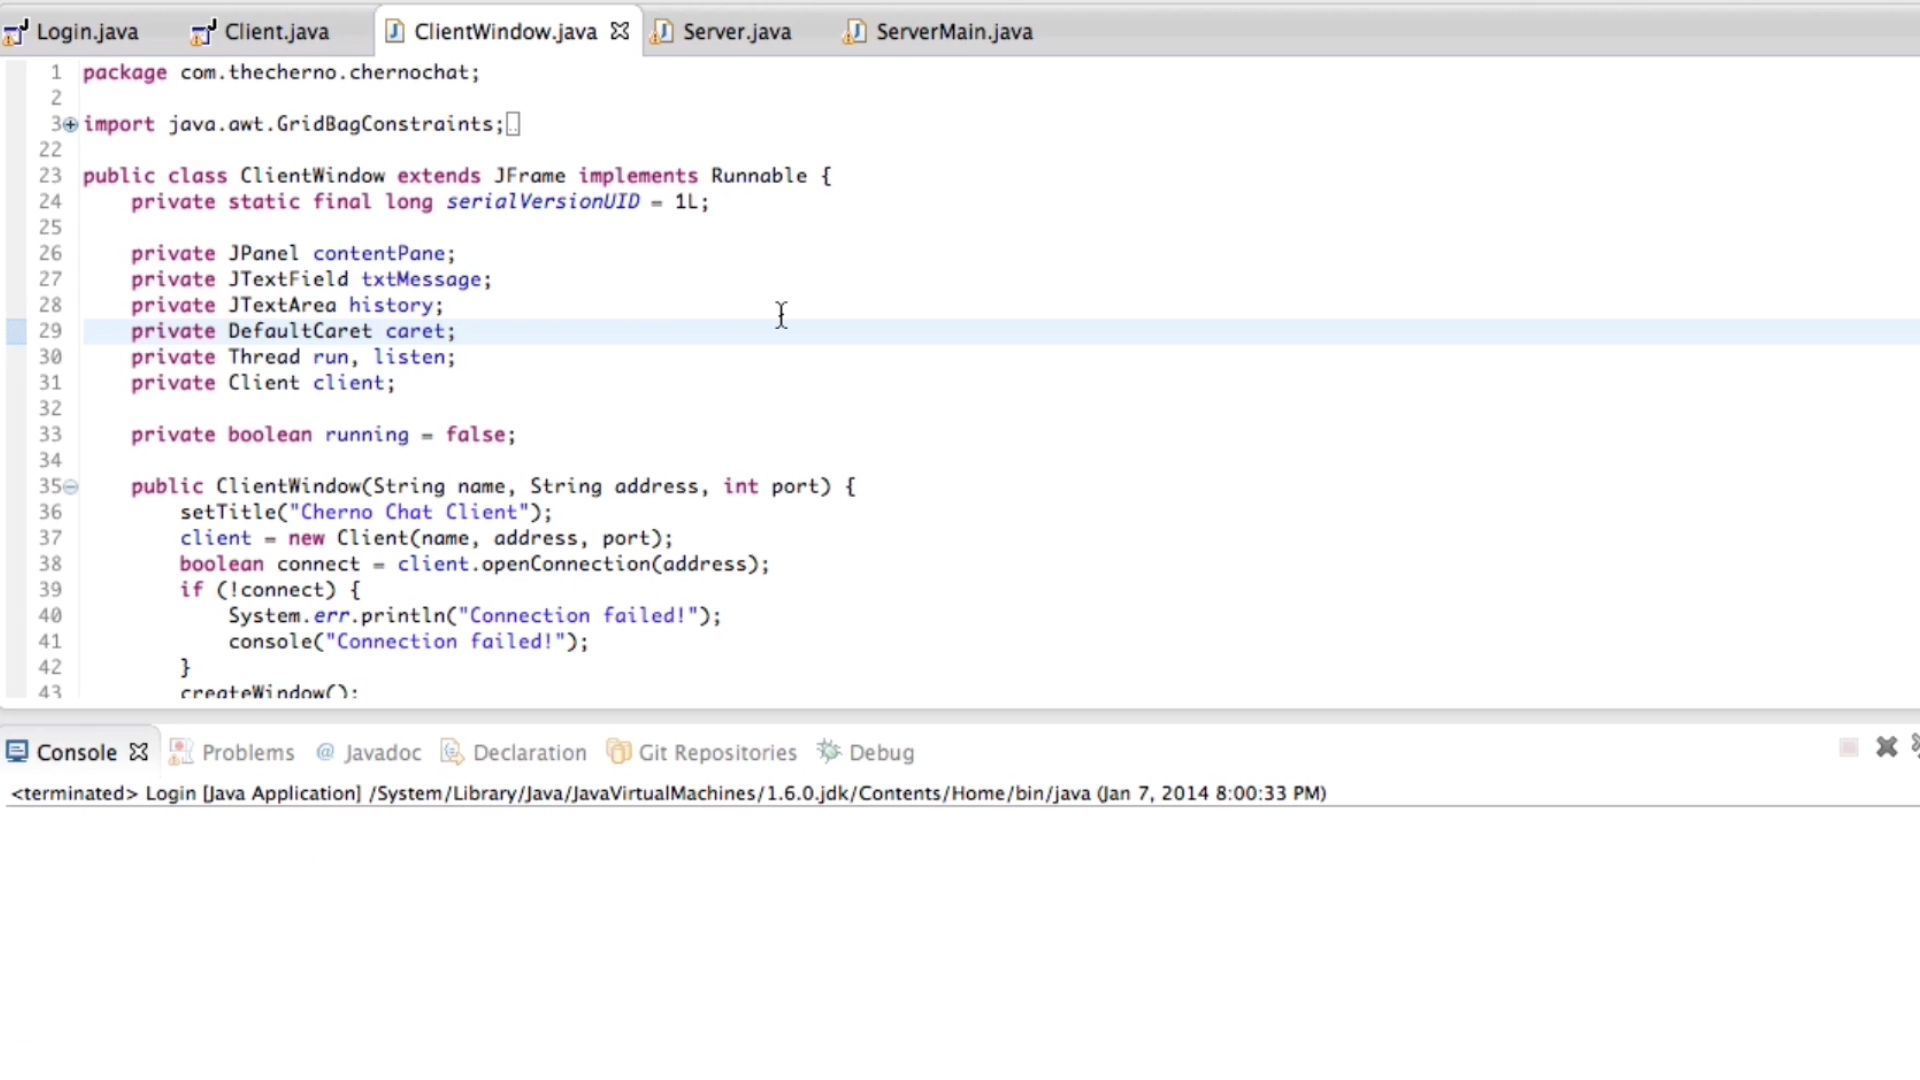 Login.java Client.java ClientWindow.java Server.java ServerMain.java
1 package com.thecherno.chernochat;
2
3 import java.awt.GridBagConstraints;
22
23 public class ClientWindow extends JFrame implements Runnable {
24 private static final long serialVersionUID = 1L;
25
26 private JPanel contentPane;
27 private JTextField txtMessage;
28 private JTextArea history;
29 private DefaultCaret caret;
30 private Thread run, listen;
31 private Client client;
32
33 private boolean running = false;
34
35 public ClientWindow(String name, String address, int port) {
36 setTitle("Cherno Chat Client");
37 client = new Client(name, address, port);
38 boolean connect = client.openConnection(address);
39 if (!connect) {
40 System.err.println("Connection failed!");
41 console("Connection failed!");
42 }
43 createWindow();
Console Problems @ Javadoc Declaration Git Repositories Debug
<terminated> Login [Java Application] /System/Library/Java/JavaVirtualMachines/1.6.0.jdk/Contents/Home/bin/java (Jan 7, 2014 8:00:33 PM)